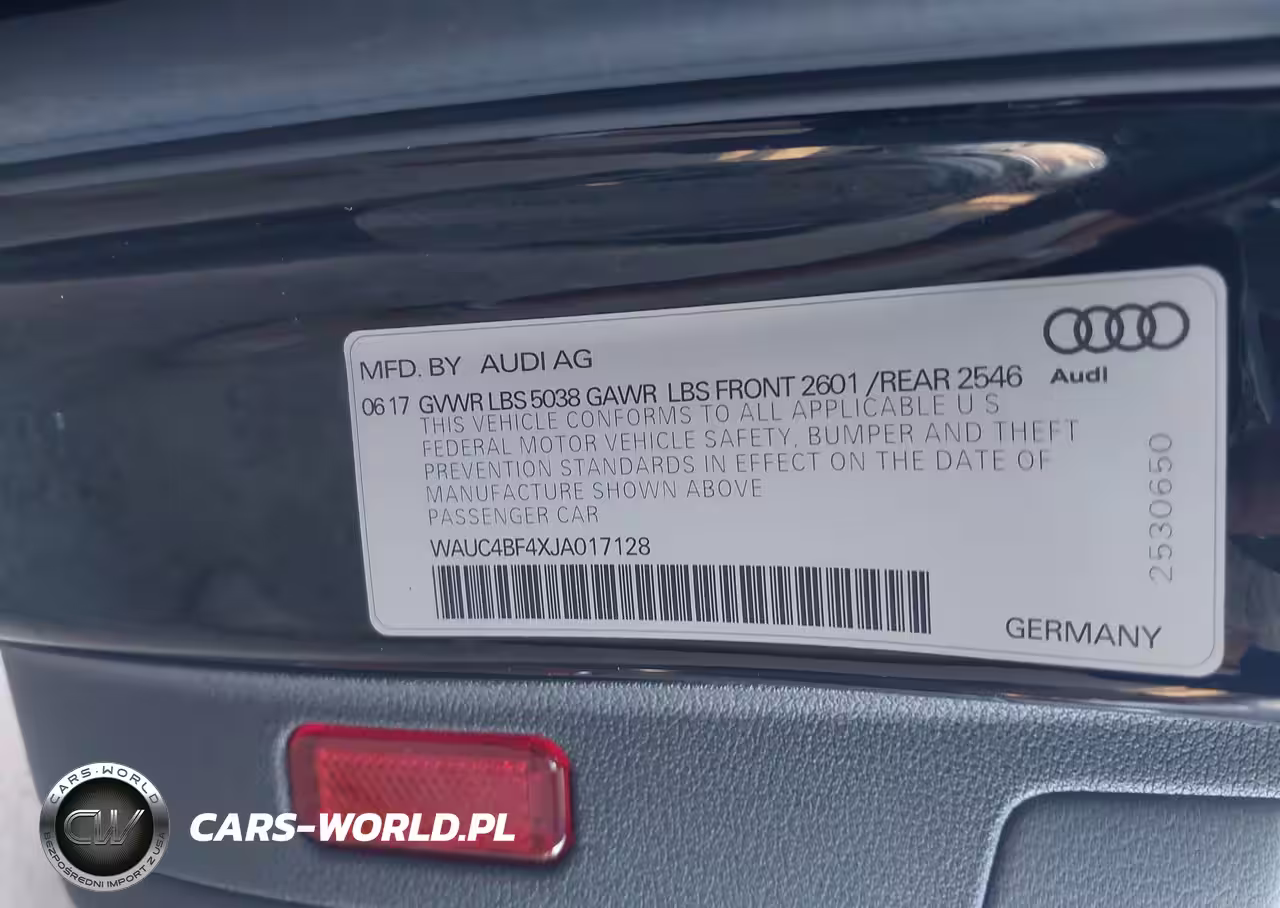 MFD. BY AUDI AG
Audi
06 17 GVWR LBS 5038 GAWR LBS FRONT 2601 /REAR 2546
THIS VEHICLE CONFORMS TO ALL APPLICABLE U S
FEDERAL MOTOR VEHICLE SAFETY, BUMPER AND THEFT
PREVENTION STANDARDS IN EFFECT ON THE DATE OF
MANUFACTURE SHOWN ABOVE
PASSENGER CAR
WAUC4BF4XJA017128
2530650
GERMANY
CARS-WORLD
CW
BEZPOŚREDNI IMPORT Z USA
CARS-WORLD.PL